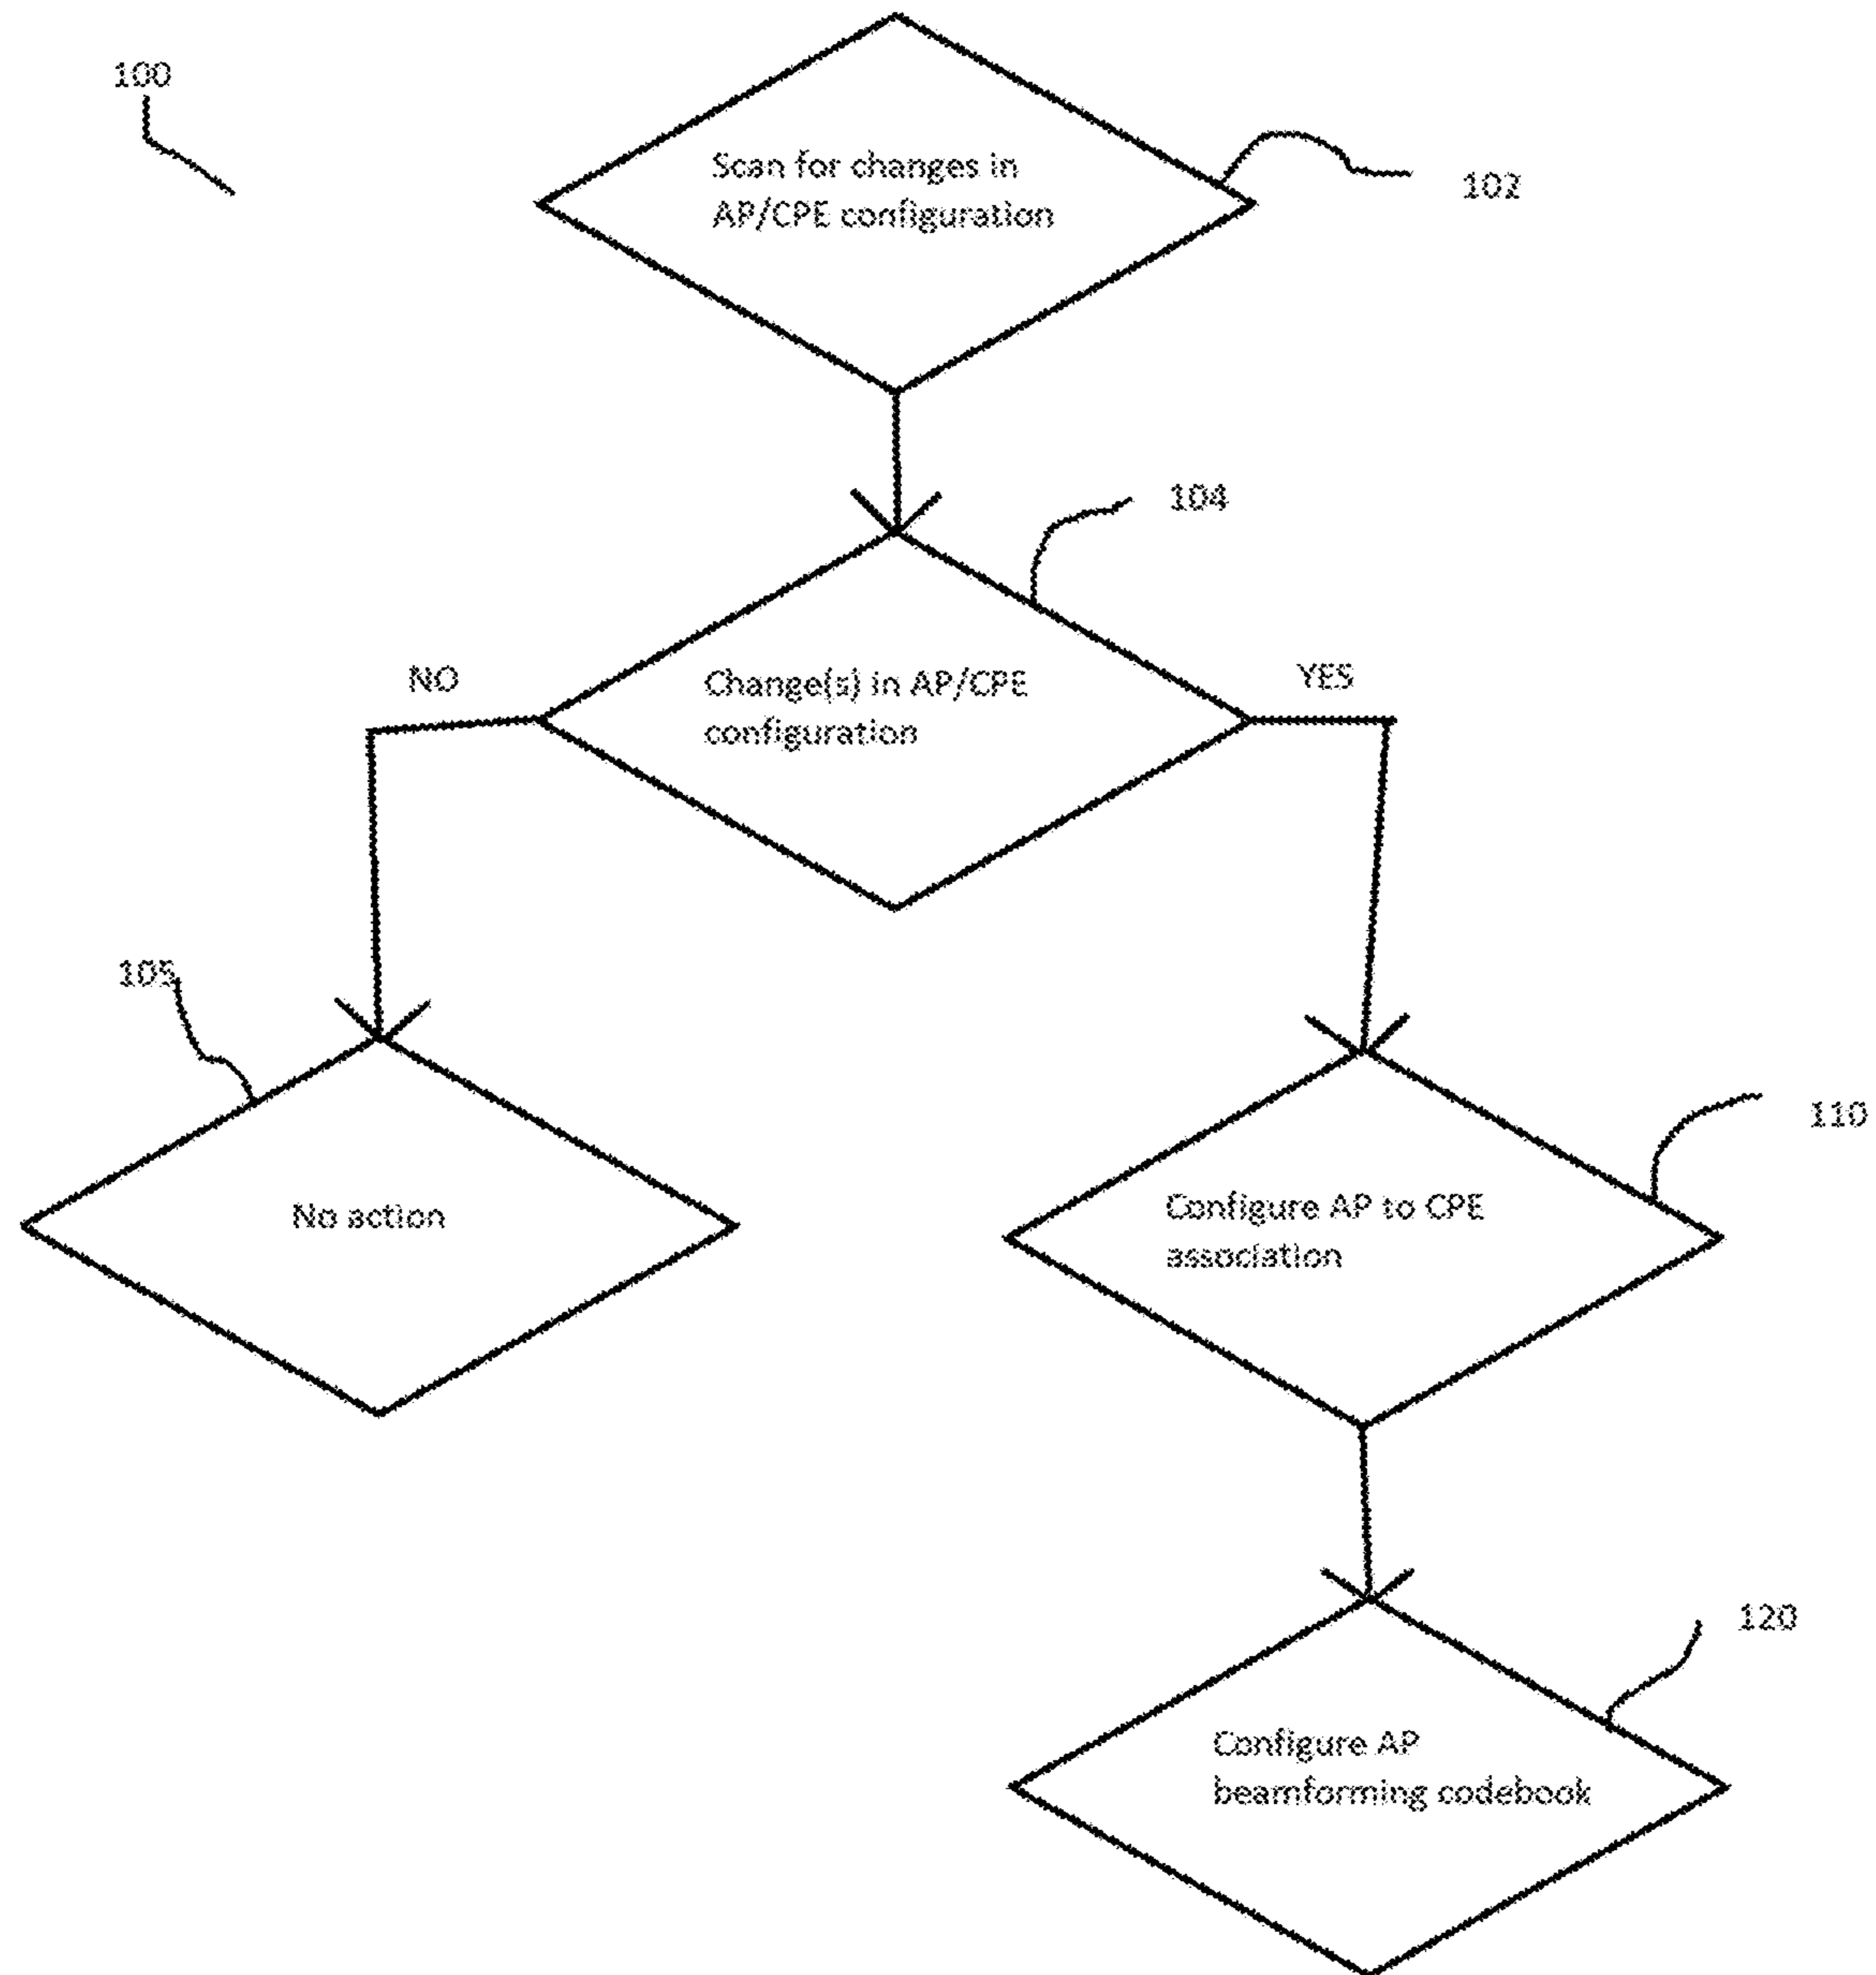 100
Scan for changes in
AP/CPE configuration
102
104
NO
Change(s) in AP/CPE
configuration
YES
105
No action
110
Configure AP to CPE
association
120
Configure AP
beamforming codebook